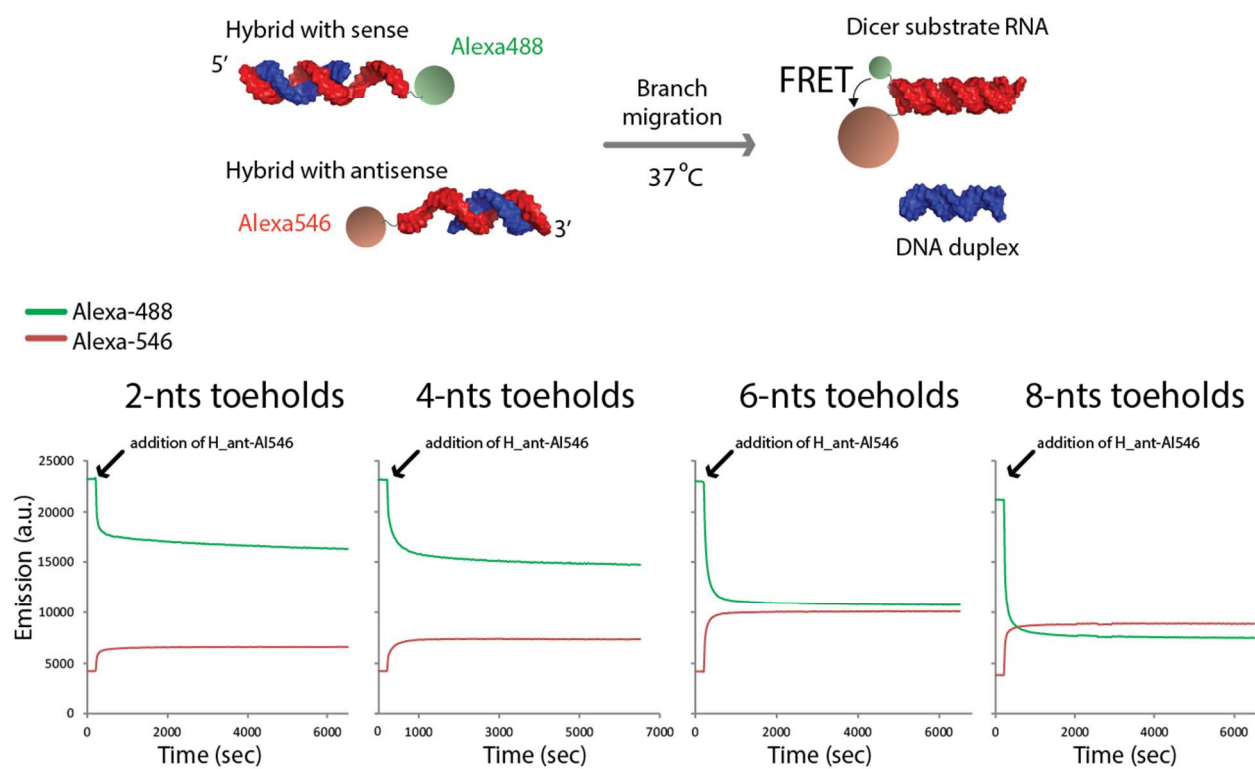 Hybrid with sense
5’
Alexa488
Hybrid with antisense
Alexa546
3’
Branch
migration
37 °C
Dicer substrate RNA
FRET
DNA duplex
Alexa-488
Alexa-546
2-nts toeholds
4-nts toeholds
6-nts toeholds
8-nts toeholds
addition of H_ant-Al546
addition of H_ant-Al546
addition of H_ant-Al546
addition of H_ant-Al546
Emission (a.u.)
25000
20000
15000
10000
5000
0
0 2000 4000 6000
Time (sec)
0 1000 2000 3000 4000 5000 6000 7000
Time (sec)
0 2000 4000 6000
Time (sec)
0 2000 4000 6000
Time (sec)